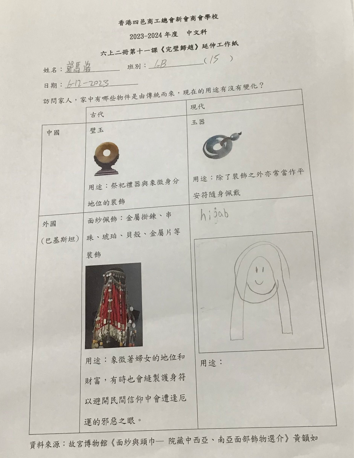 香港四邑商工總會新會商會學校
2023-2024 年度 中文科
六上二冊第十一課《完璧歸趙》延伸工作紙
姓名： 班別：6B (15)
日期：
訪問家人，家中有哪些物件是由傳統而來，現在的用途有沒有變化？
古代 現代
中國 璧玉 玉圓
用途：祭祀禮器與象徵身分地位的裝飾
用途：除了裝飾之外亦常當作平安符隨身佩戴
外國
(巴基斯坦)
面紗佩飾：金屬掛鍊、串
珠、琥珀、貝殼、金屬片等
裝飾
hijab
用途：象徵著婦女的地位和
財富，有時也會縫製護身符
以避開民間信仰中會遭逢厄
運的邪惡之眼。
用途：
資料來源：故宮博物館《面紗與頭巾— 院藏中西亞、南亞面部飾物選介》黃韻如